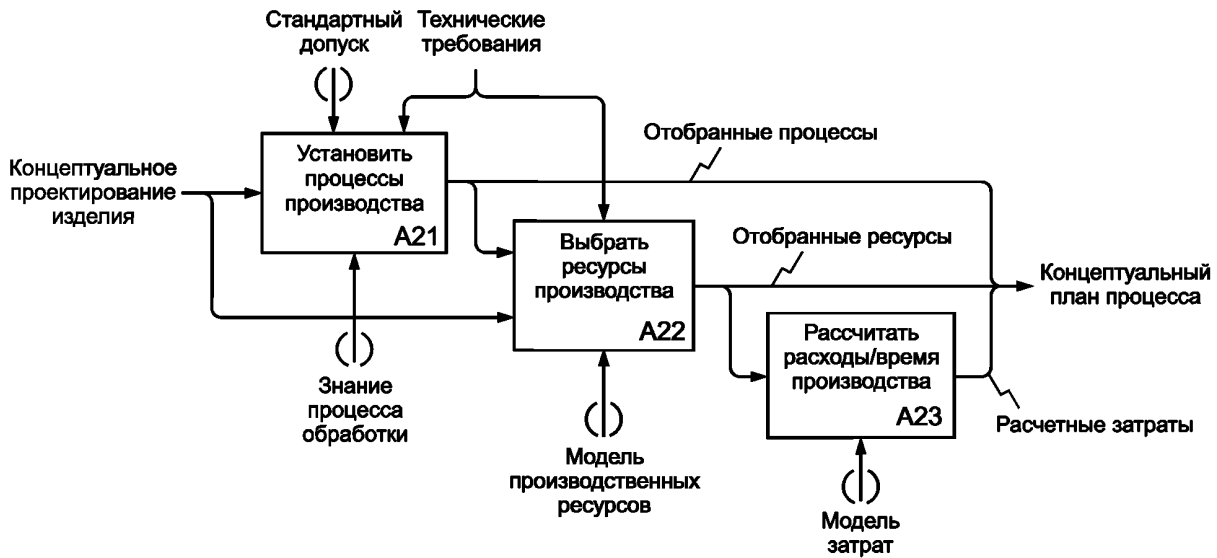 Стандартный
допуск
Технические
требования
Отобранные процессы
Концептуальное
проектирование
изделия
Установить
процессы
производства
A21
Выбрать
ресурсы
производства
A22
Отобранные ресурсы
Концептуальный
план процесса
Рассчитать
расходы/время
производства
A23
Расчетные затраты
Знание
процесса
обработки
Модель
производственных
ресурсов
Модель
затрат